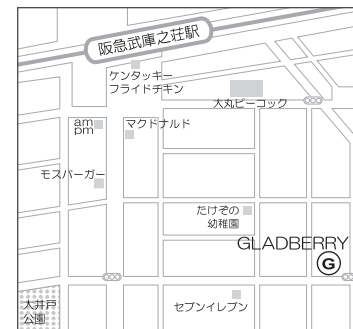 阪急武庫之荘駅
ケンタッキー
フライドチキン
大丸ピーコック
am
pm
マクドナルド
モスバーガー
たけぞの
幼稚園
GLADBERRY
G
大井戸
公園
セブンイレブン